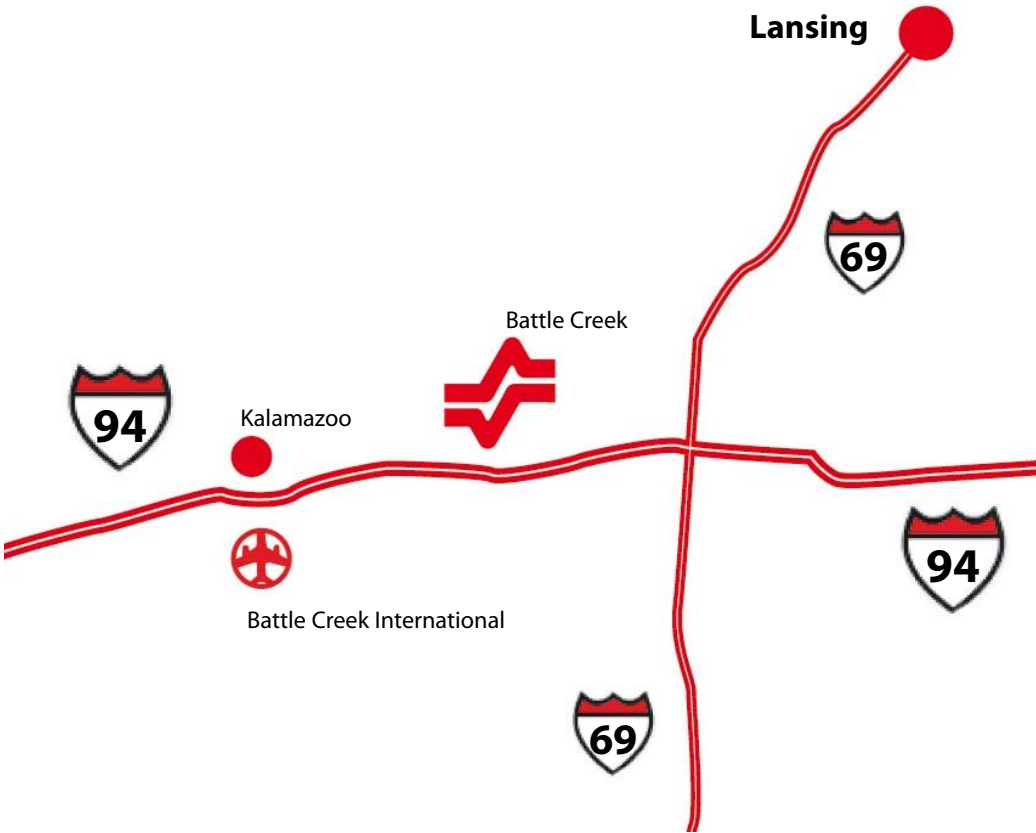 Lansing
69
Battle Creek
94
Kalamazoo
94
Battle Creek International
69